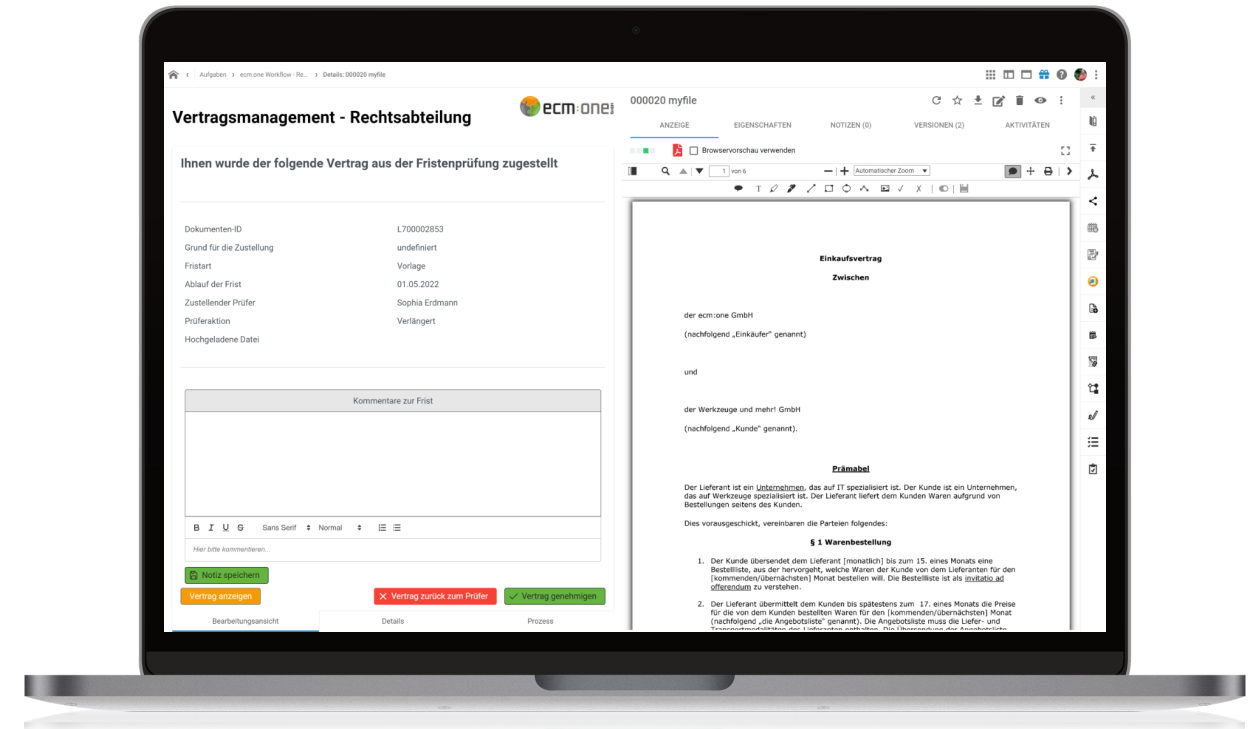 Aufgaben
ecm:one Workflow - Re...
Details: 000020 myfile
Vertragsmanagement - Rechtsabteilung
ecm:one
Ihnen wurde der folgende Vertrag aus der Fristenprüfung zugestellt
Dokumenten-ID L700002853
Grund für die Zustellung undefiniert
Fristart Vorlage
Ablauf der Frist 01.05.2022
Zustellender Prüfer Sophia Erdmann
Prüferaktion Verlängert
Hochgeladene Datei
Kommentare zur Frist
B I U S Sans Serif Normal
Hier bitte kommentieren...
Notiz speichern
Vertrag anzeigen Vertrag zurück zum Prüfer Vertrag genehmigen
Bearbeitungsansicht Details Prozess
000020 myfile
ANZEIGE EIGENSCHAFTEN NOTIZEN (0) VERSIONEN (2) AKTIVITÄTEN
Browservorschau verwenden
1 von 6 Automatischer Zoom
Einkaufsvertrag
Zwischen
der ecm:one GmbH
(nachfolgend „Einkäufer" genannt)
und
der Werkzeuge und mehr! GmbH
(nachfolgend „Kunde" genannt).
Prämabel
Der Lieferant ist ein Unternehmen, das auf IT spezialisiert ist. Der Kunde ist ein Unternehmen,
das auf Werkzeuge spezialisiert ist. Der Lieferant liefert dem Kunden Waren aufgrund von
Bestellungen seitens des Kunden.
Dies vorausgeschickt, vereinbaren die Parteien folgendes:
§ 1 Warenbestellung
1. Der Kunde übersendet dem Lieferant [monatlich] bis zum 15. eines Monats eine
Bestellliste, aus der hervorgeht, welche Waren der Kunde von dem Lieferanten für den
[kommenden/übernächsten] Monat bestellen will. Die Bestellliste ist als invitatio ad
offerendum zu verstehen.
2. Der Lieferant übermittelt dem Kunden bis spätestens zum 17. eines Monats die Preise
für die von dem Kunden bestellten Waren für den [kommenden/übernächsten] Monat
(nachfolgend „die Angebotsliste" genannt). Die Angebotsliste muss die Liefer- und
Transportmodalitäten des Lieferanten enthalten. Die Übersendung der Angebotsliste